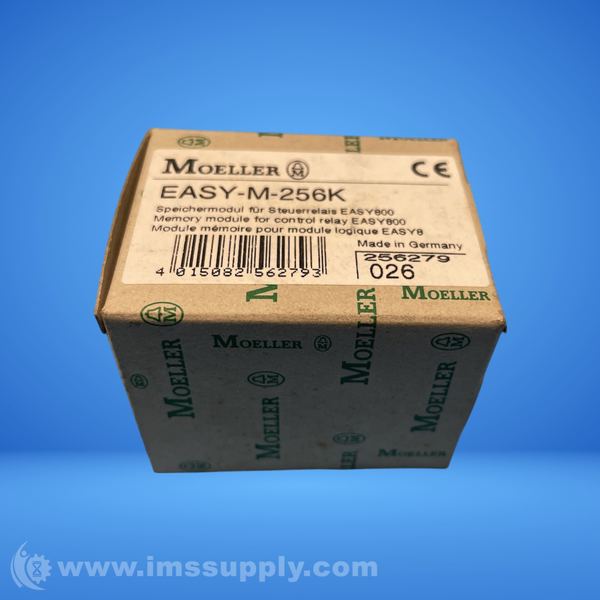 MOELLER
CE
EASY-M-256K
Speichermodul für Steuerrelais EASY800
Memory module for control relay EASY800
Module mémoire pour module logique EASY8
Made in Germany
4 015082 562793
256279
026
MOELLER
MOELLER
MOELLER
MOELLER
MOELLER
MOELLER
www.imssupply.com